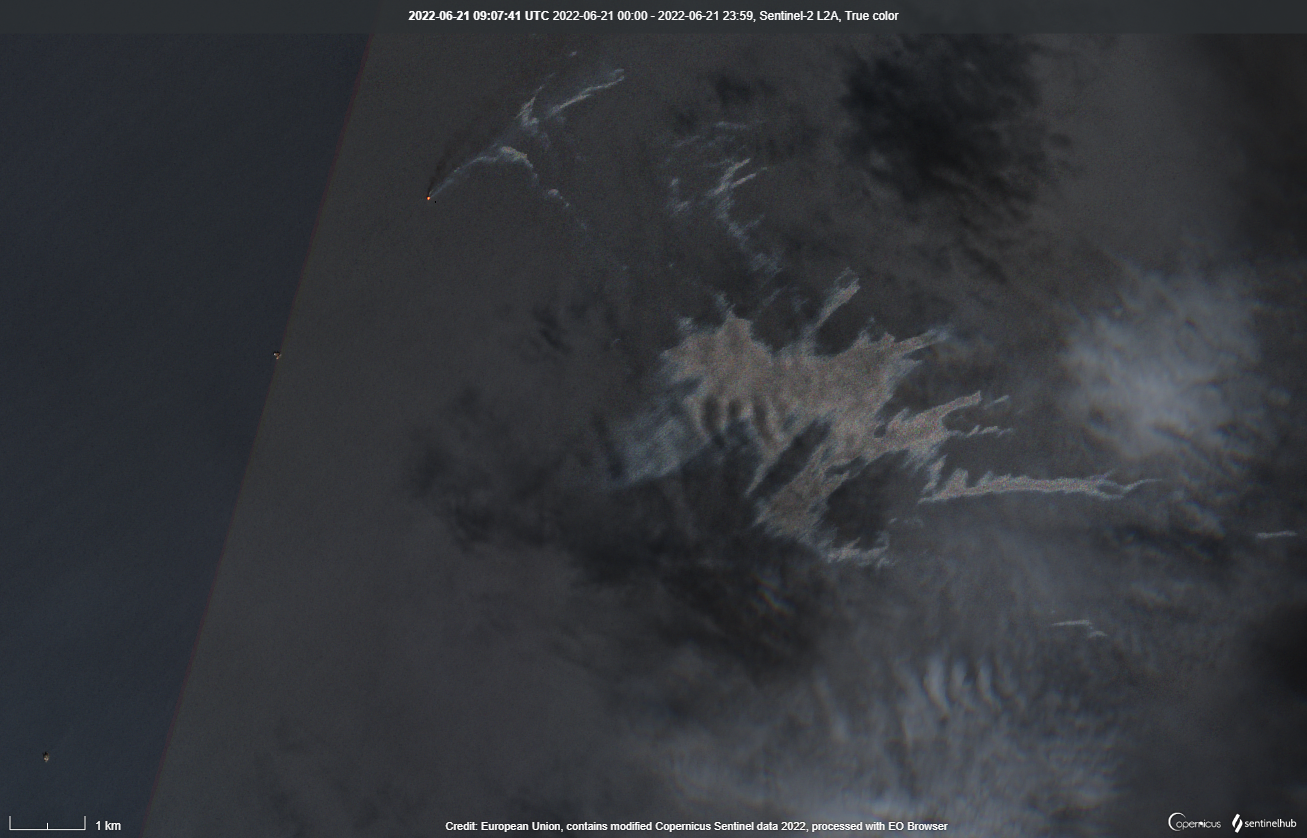 2022-06-21 09:07:41 UTC 2022-06-21 00:00 - 2022-06-21 23:59, Sentinel-2 L2A, True color
1 km
Credit: European Union, contains modified Copernicus Sentinel data 2022, processed with EO Browser
opernicus
sentinelhub